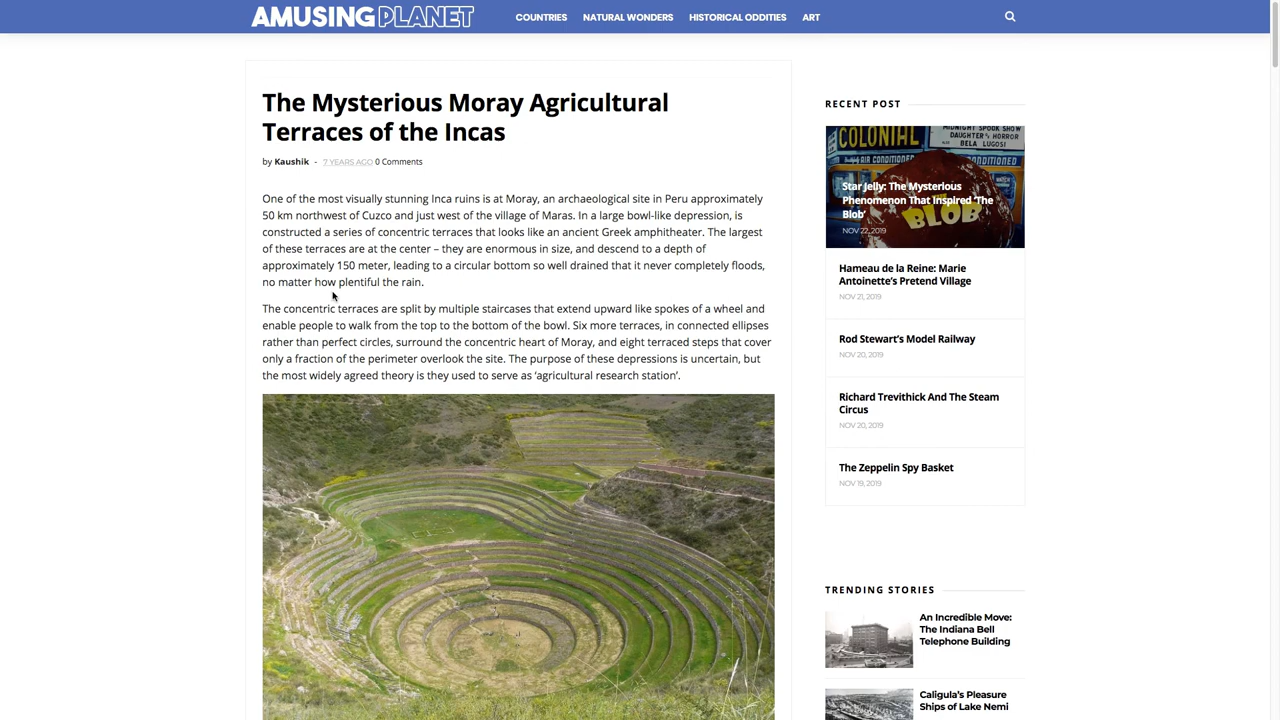 AMUSING PLANET
COUNTRIES NATURAL WONDERS HISTORICAL ODDITIES ART
The Mysterious Moray Agricultural
Terraces of the Incas
by Kaushik - 7 YEARS AGO 0 Comments
One of the most visually stunning Inca ruins is at Moray, an archaeological site in Peru approximately
50 km northwest of Cuzco and just west of the village of Maras. In a large bowl-like depression, is
constructed a series of concentric terraces that looks like an ancient Greek amphitheater. The largest
of these terraces are at the center – they are enormous in size, and descend to a depth of
approximately 150 meter, leading to a circular bottom so well drained that it never completely floods,
no matter how plentiful the rain.
The concentric terraces are split by multiple staircases that extend upward like spokes of a wheel and
enable people to walk from the top to the bottom of the bowl. Six more terraces, in connected ellipses
rather than perfect circles, surround the concentric heart of Moray, and eight terraced steps that cover
only a fraction of the perimeter overlook the site. The purpose of these depressions is uncertain, but
the most widely agreed theory is they used to serve as ‘agricultural research station’.
RECENT POST
COLONIAL
MIDNIGHT SPOOK SHOW
DAUGHTER of HORROR
BELA LUGOSI
AIR CONDITIONED
CONDITIONED
BLOB
Star Jelly: The Mysterious
Phenomenon That Inspired ‘The
Blob’
NOV 22, 2019
Hameau de la Reine: Marie
Antoinette’s Pretend Village
NOV 21, 2019
Rod Stewart’s Model Railway
NOV 20, 2019
Richard Trevithick And The Steam
Circus
NOV 20, 2019
The Zeppelin Spy Basket
NOV 19, 2019
TRENDING STORIES
An Incredible Move:
The Indiana Bell
Telephone Building
Caligula’s Pleasure
Ships of Lake Nemi